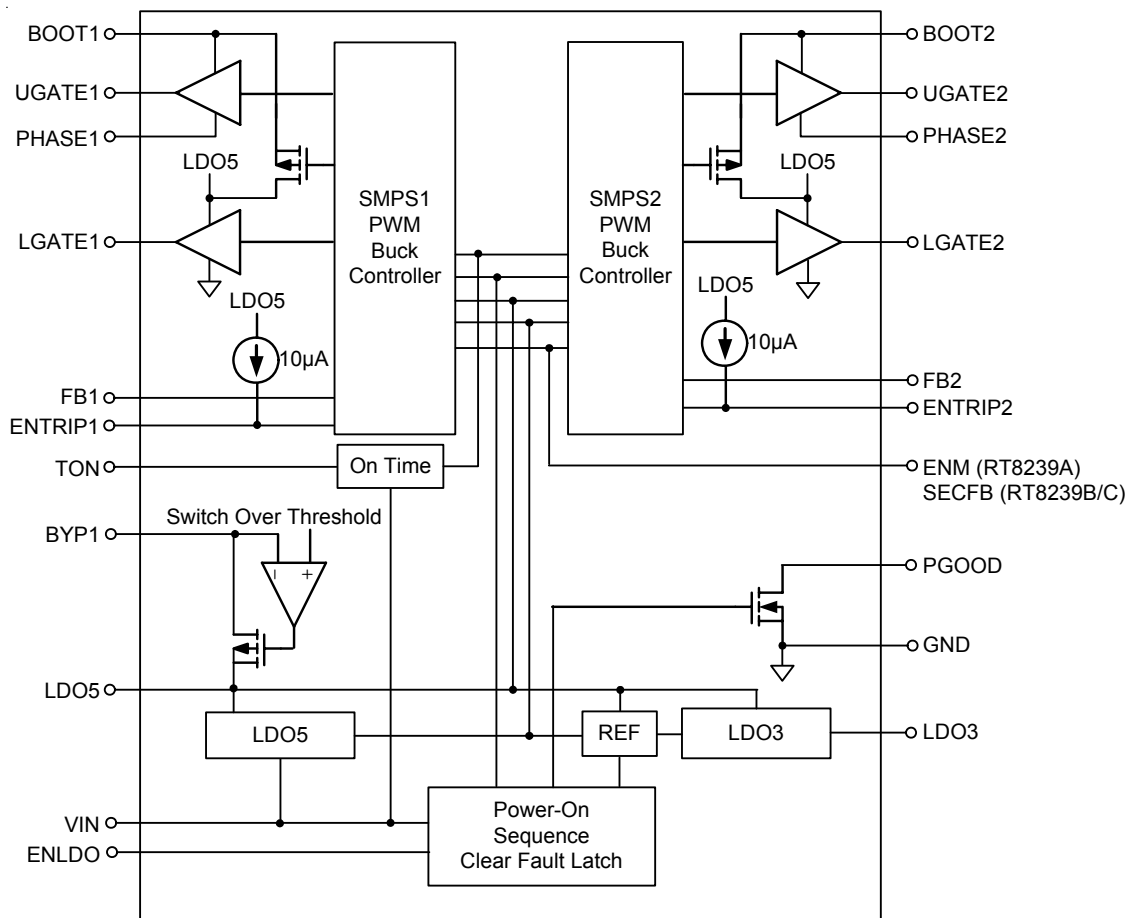 BOOT1
UGATE1
PHASE1
LDO5
LGATE1
LDO5
10µA
FB1
ENTRIP1
TON
BYP1
LDO5
VIN
ENLDO
SMPS1
PWM
Buck
Controller
SMPS2
PWM
Buck
Controller
On Time
Switch Over Threshold
−
+
LDO5
REF
LDO3
Power-On
Sequence
Clear Fault Latch
BOOT2
UGATE2
PHASE2
LDO5
LGATE2
LDO5
10µA
FB2
ENTRIP2
ENM (RT8239A)
SECFB (RT8239B/C)
PGOOD
GND
LDO3